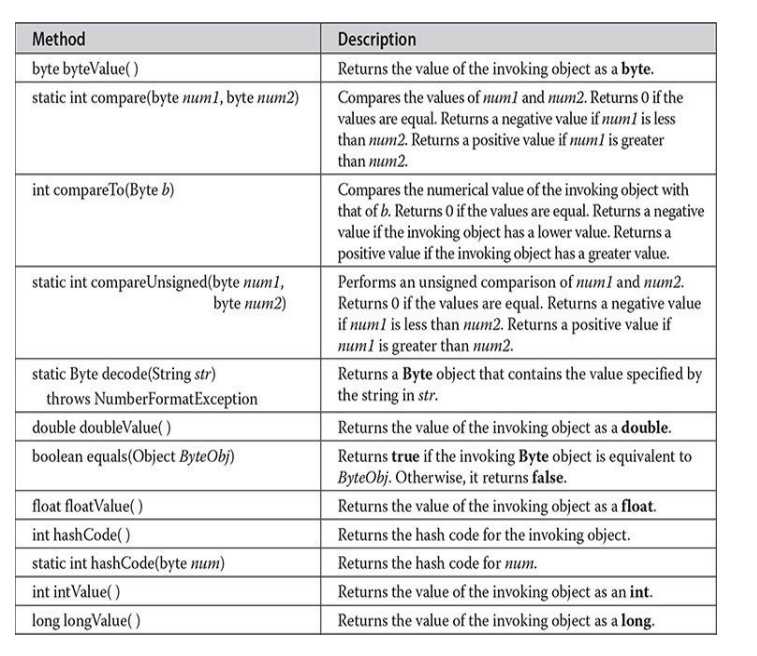 Method Description
byte byteValue( ) Returns the value of the invoking object as a byte.
static int compare(byte num1, byte num2) Compares the values of num1 and num2. Returns 0 if the
values are equal. Returns a negative value if num1 is less
than num2. Returns a positive value if num1 is greater
than num2.
int compareTo(Byte b) Compares the numerical value of the invoking object with
that of b. Returns 0 if the values are equal. Returns a negative
value if the invoking object has a lower value. Returns a
positive value if the invoking object has a greater value.
static int compareUnsigned(byte num1, Performs an unsigned comparison of num1 and num2.
byte num2) Returns 0 if the values are equal. Returns a negative value
if num1 is less than num2. Returns a positive value if
num1 is greater than num2.
static Byte decode(String str) Returns a Byte object that contains the value specified by
throws NumberFormatException the string in str.
double doubleValue( ) Returns the value of the invoking object as a double.
boolean equals(Object ByteObj) Returns true if the invoking Byte object is equivalent to
ByteObj. Otherwise, it returns false.
float floatValue( ) Returns the value of the invoking object as a float.
int hashCode( ) Returns the hash code for the invoking object.
static int hashCode(byte num) Returns the hash code for num.
int intValue( ) Returns the value of the invoking object as an int.
long longValue( ) Returns the value of the invoking object as a long.